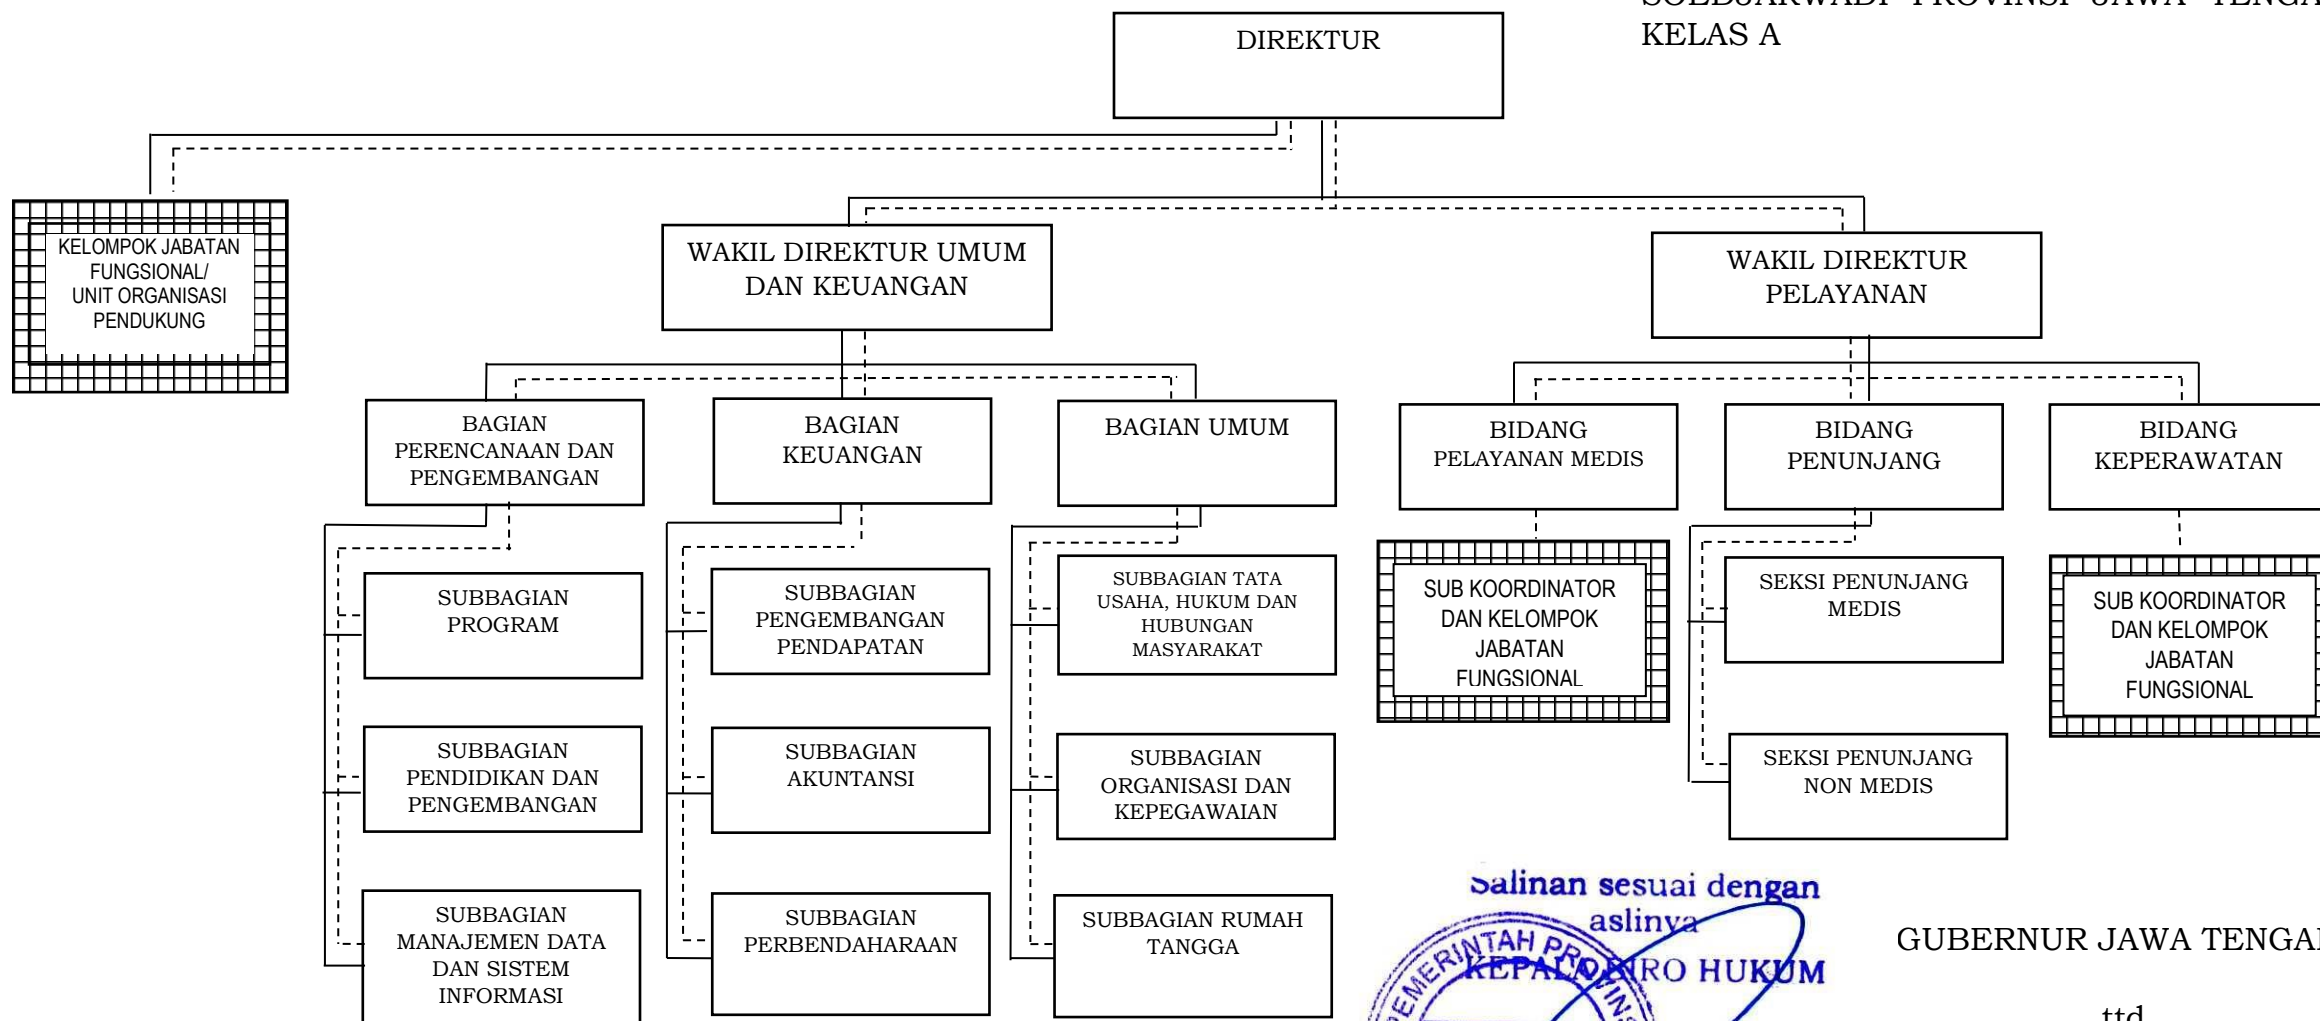 KELAS A
DIREKTUR
KELOMPOK JABATAN
FUNGSIONAL/
UNIT ORGANISASI
PENDUKUNG
WAKIL DIREKTUR UMUM
DAN KEUANGAN
WAKIL DIREKTUR
PELAYANAN
BAGIAN
PERENCANAAN DAN
PENGEMBANGAN
BAGIAN
KEUANGAN
BAGIAN UMUM
BIDANG
PELAYANAN MEDIS
BIDANG
PENUNJANG
BIDANG
KEPERAWATAN
SUBBAGIAN
PROGRAM
SUBBAGIAN
PENGEMBANGAN
PENDAPATAN
SUBBAGIAN TATA
USAHA, HUKUM DAN
HUBUNGAN
MASYARAKAT
SUB KOORDINATOR
DAN KELOMPOK
JABATAN
FUNGSIONAL
SEKSI PENUNJANG
MEDIS
SUB KOORDINATOR
DAN KELOMPOK
JABATAN
FUNGSIONAL
SUBBAGIAN
PENDIDIKAN DAN
PENGEMBANGAN
SUBBAGIAN
AKUNTANSI
SUBBAGIAN
ORGANISASI DAN
KEPEGAWAIAN
SEKSI PENUNJANG
NON MEDIS
SUBBAGIAN
MANAJEMEN DATA
DAN SISTEM
INFORMASI
SUBBAGIAN
PERBENDAHARAAN
SUBBAGIAN RUMAH
TANGGA
Salinan sesuai dengan
aslinya
KEPALA BIRO HUKUM
PEMERINTAH
GUBERNUR JAWA
ttd